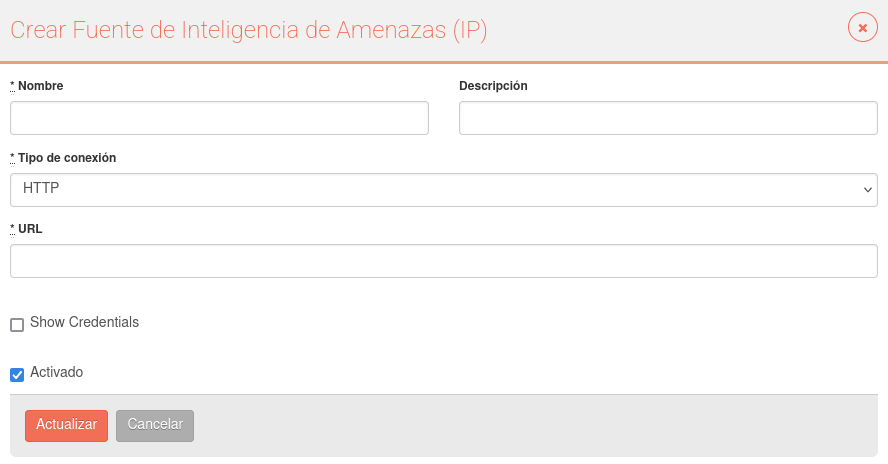 Crear Fuente de Inteligencia de Amenazas (IP)
* Nombre
Descripción
* Tipo de conexión
HTTP
* URL
Show Credentials
Activado
Actualizar
Cancelar